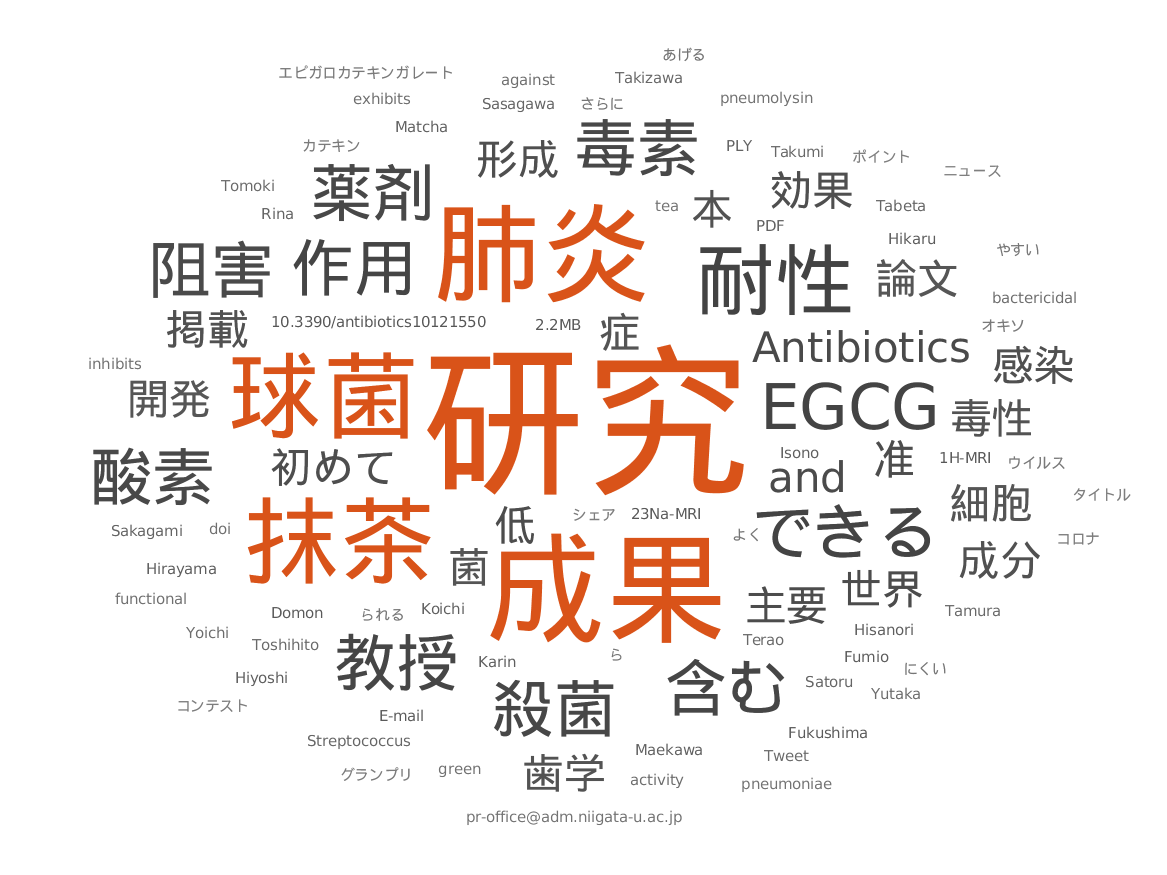 あげる
エピガロカテキンガレート
against
Takizawa
exhibits
Sasagawa
さらに
pneumolysin
Matcha
カテキン
形成
毒素
PLY
Takumi
ポイント
ニュース
Tomoki
薬剤
効果
Rina
tea
本
Tabeta
PDF
肺炎
Hikaru
やすい
阻害
作用
耐性
論文
bactericidal
掲載
10.3390/antibiotics10121550
2.2MB
症
オキソ
inhibits
Antibiotics
感染
開発
球菌
研究
EGCG
毒性
Isono
准
1H-MRI
ウイルス
酸素
初めて
and
細胞
タイトル
Sakagami
doi
抹茶
低
シェア
23Na-MRI
よく
できる
コロナ
Hirayama
菌
成果
成分
functional
Domon
られる
Koichi
主要
世界
Tamura
Yoichi
Toshihito
教授
Karin
ら
Terao
Hisanori
Fumio
にくい
Hiyoshi
含む
Satoru
Yutaka
コンテスト
E-mail
殺菌
Fukushima
Streptococcus
Maekawa
Tweet
グランプリ
green
歯学
activity
pneumoniae
pr-office@adm.niigata-u.ac.jp